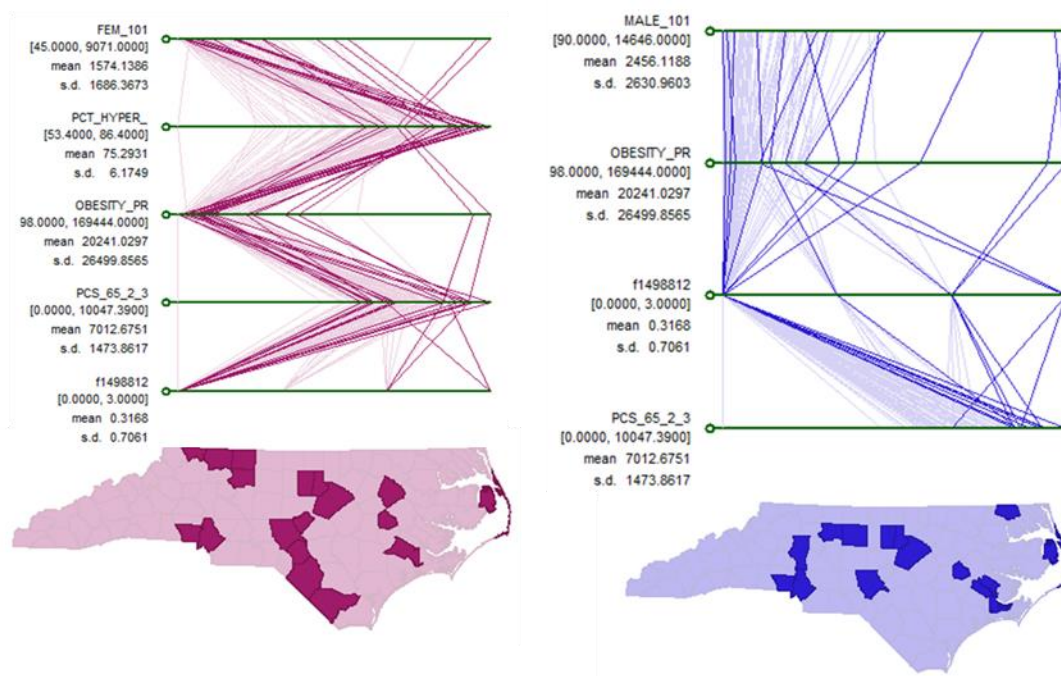 FEM_101
[45.0000, 9071.0000]
mean 1574.1386
s.d. 1686.3673
PCT_HYPER_
[53.4000, 86.4000]
mean 75.2931
s.d. 6.1749
OBESITY_PR
98.0000, 169444.0000]
mean 20241.0297
s.d. 26499.8565
PCS_65_2_3
[0.0000, 10047.3900]
mean 7012.6751
s.d. 1473.8617
f1498812
[0.0000, 3.0000]
mean 0.3168
s.d. 0.7061
MALE_101
[90.0000, 14646.0000]
mean 2456.1188
s.d. 2630.9603
OBESITY_PR
98.0000, 169444.0000]
mean 20241.0297
s.d. 26499.8565
f1498812
[0.0000, 3.0000]
mean 0.3168
s.d. 0.7061
PCS_65_2_3
[0.0000, 10047.3900]
mean 7012.6751
s.d. 1473.8617